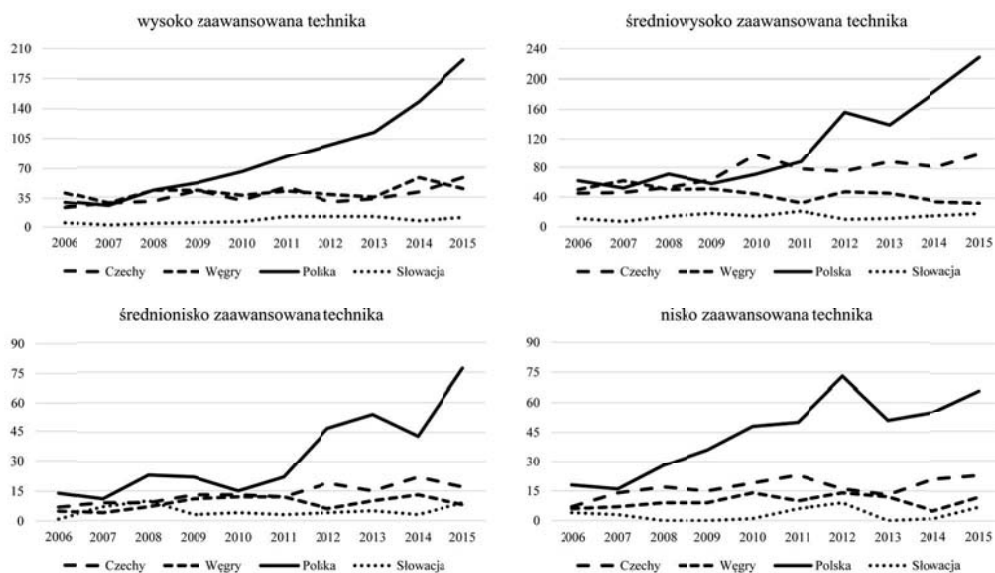 wysoko zaawansowana technika
210
175
140
105
70
35
0
2006 2007 2008 2009 2010 2011 2012 2013 2014 2015
Czechy Węgry Polska Słowacja
średniovysoko zaawansowana technika
240
200
160
120
80
40
0
2006 2007 2008 2009 2010 2011 2012 2013 2014 2015
Czechy Węgry Polska Słowacja
średnionisko zaawansowana technika
90
75
60
45
30
15
0
2006 2007 2008 2009 2010 2011 2012 2013 2014 2015
Czechy Węgry Polska Słowacja
nisko zaawansowana technika
90
75
60
45
30
15
0
2006 2007 2008 2009 2010 2011 2012 2013 2014 2015
Czechy Węgry Polska Słowacja